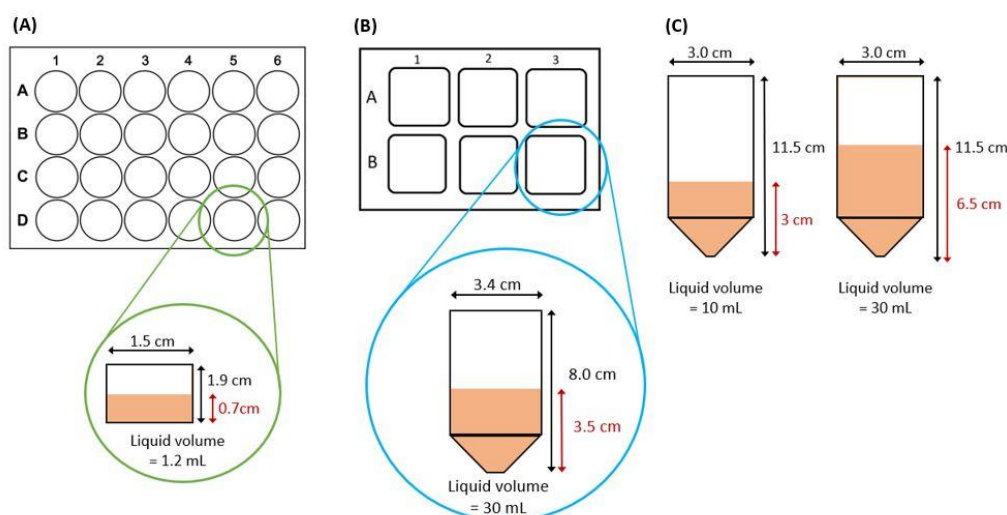 (A)
1 2 3 4 5 6
A
B
C
D
1.5 cm
1.9 cm
0.7cm
Liquid volume
= 1.2 mL
(B)
1 2 3
A
B
3.4 cm
8.0 cm
3.5 cm
Liquid volume
= 30 mL
(C)
3.0 cm
11.5 cm
3 cm
Liquid volume
= 10 mL
3.0 cm
11.5 cm
6.5 cm
Liquid volume
= 30 mL